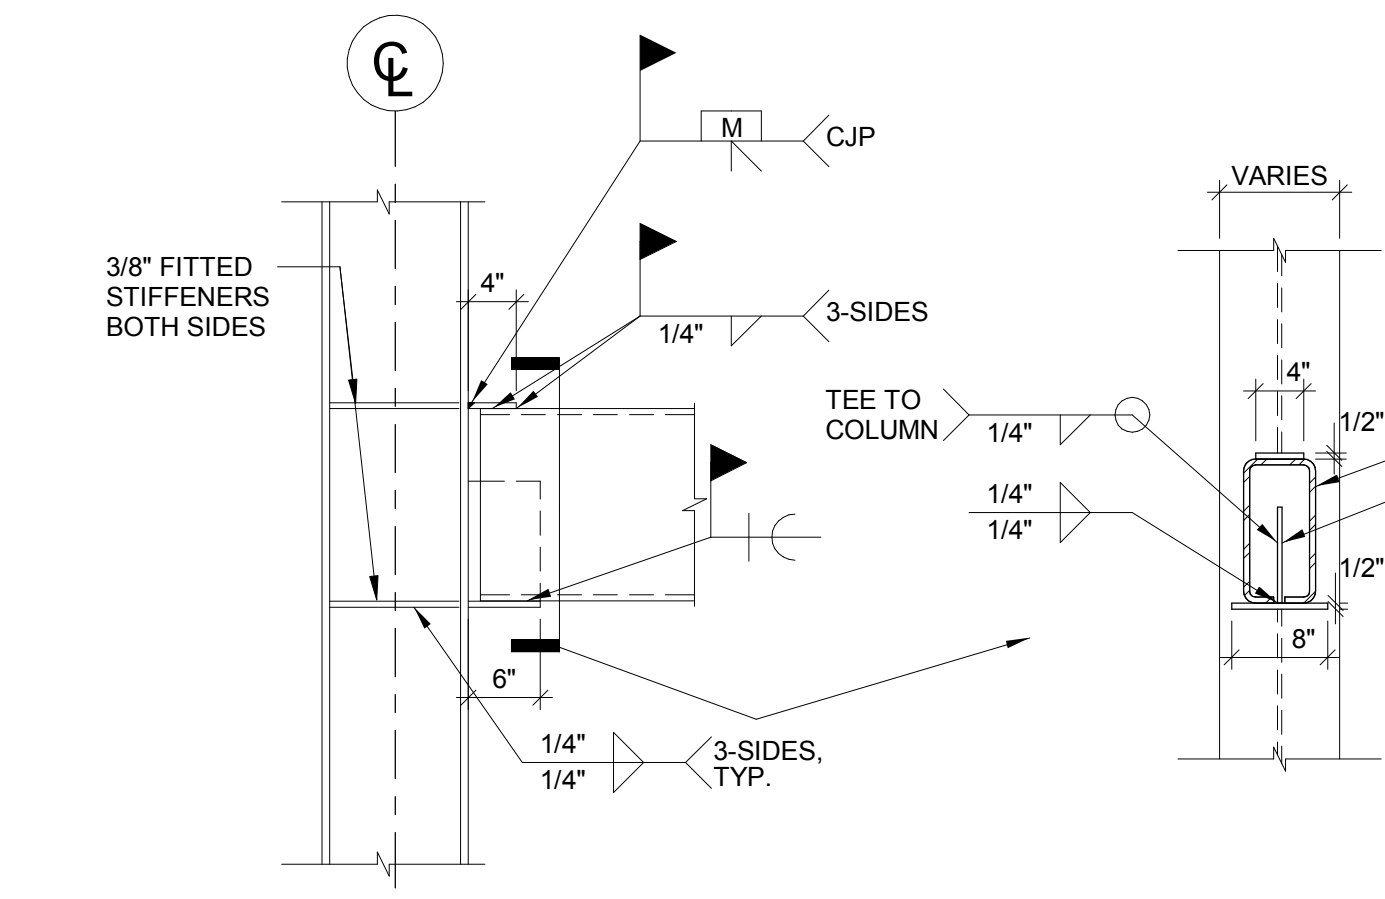 ℄
M
CJP
VARIES
3/8" FITTED
STIFFENERS
BOTH SIDES
4"
1/4"
3-SIDES
TEE TO
COLUMN
1/4"
4"
1/2"
1/4"
1/4"
1/2"
8"
6"
1/4"
1/4"
3-SIDES,
TYP.